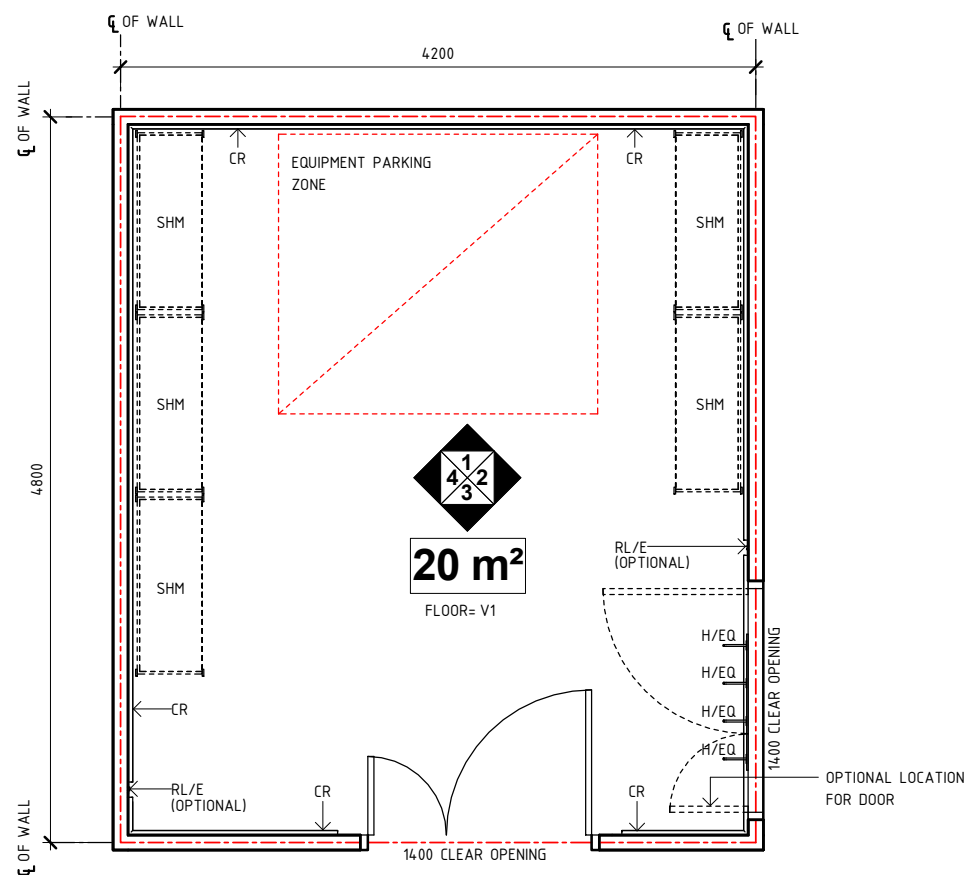 ℄ OF WALL
℄ OF WALL
4200
℄ OF WALL
EQUIPMENT PARKING
ZONE
CR
CR
SHM
SHM
SHM
SHM
4800
1
4 2
3
20 m²
FLOOR= V1
RL/E
(OPTIONAL)
SHM
H/EQ
H/EQ
H/EQ
H/EQ
1400 CLEAR OPENING
CR
RL/E
(OPTIONAL)
CR
CR
OPTIONAL LOCATION
FOR DOOR
℄ OF WALL
1400 CLEAR OPENING